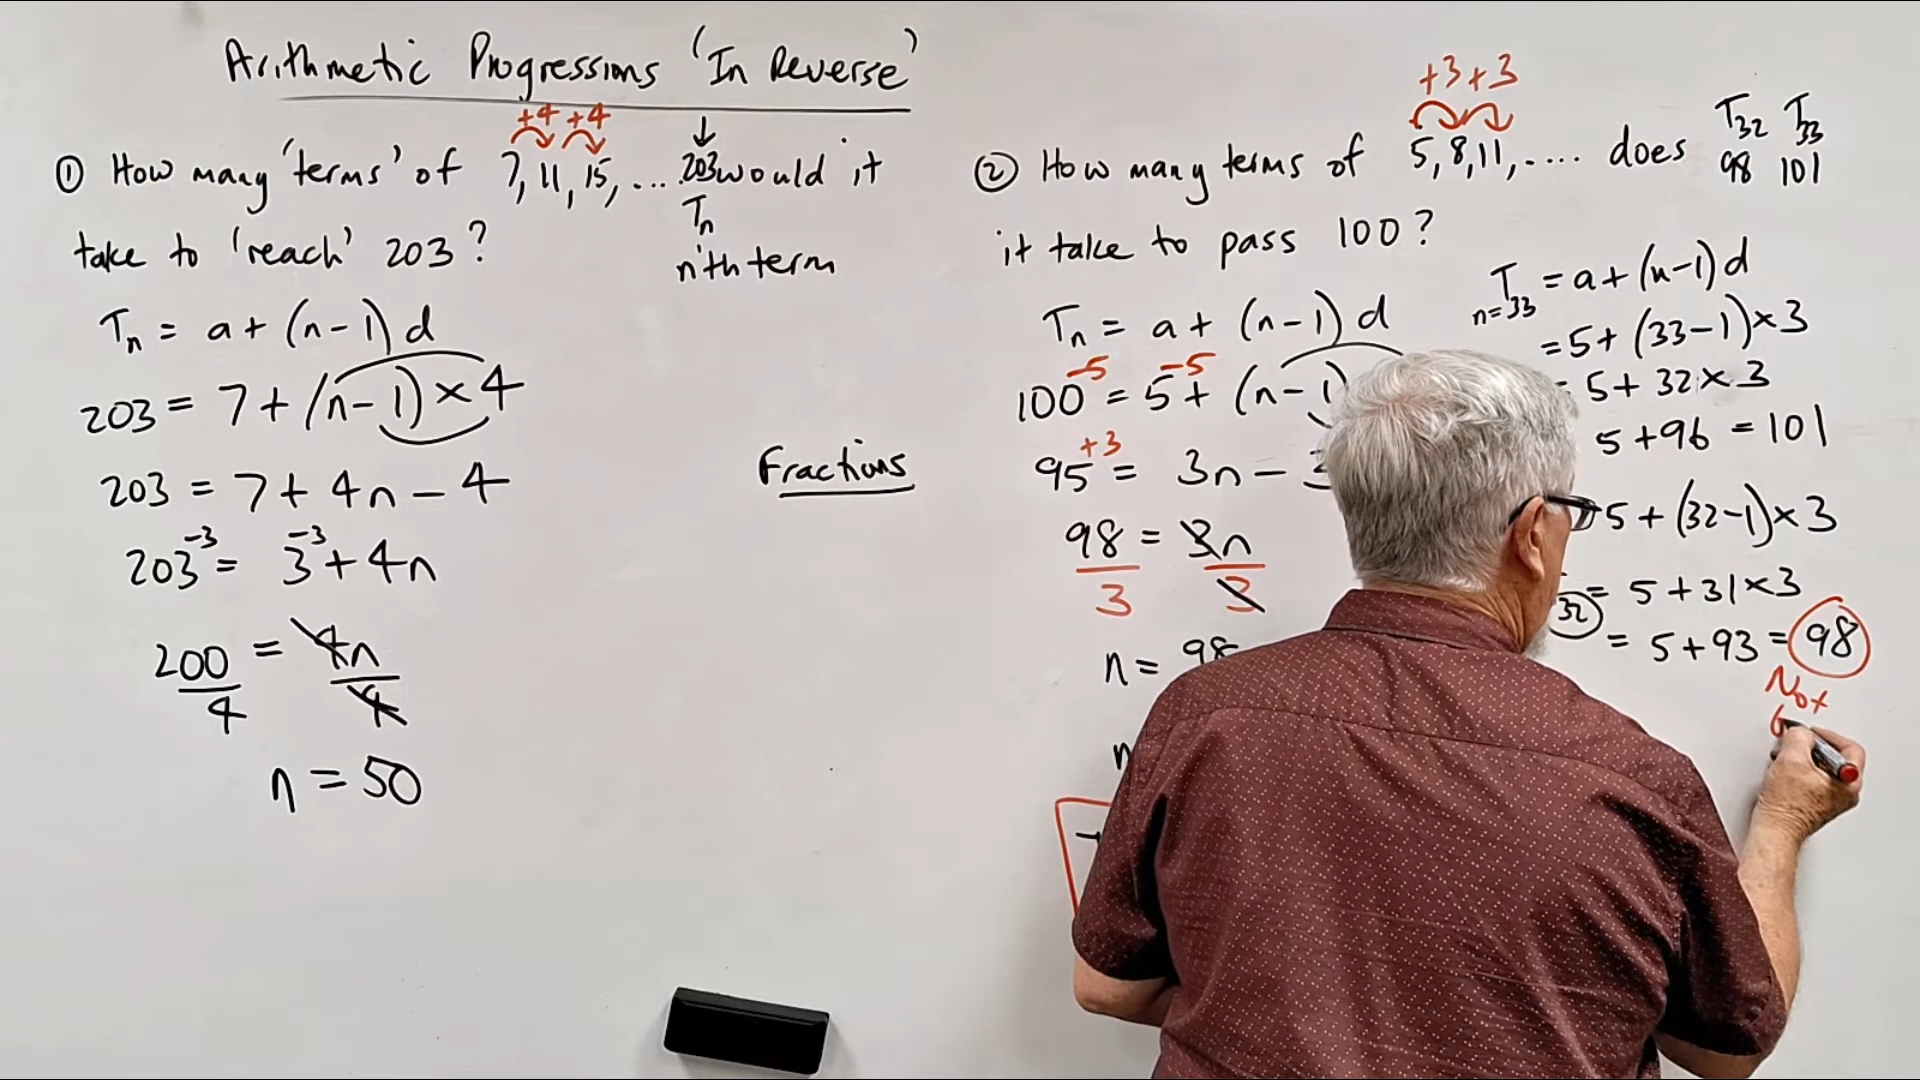 Arithmetic Progressions 'In Reverse'
+4 +4
① How many 'terms' of 7, 11, 15, .... 203 would it
Tn
take to 'reach' 203?
n'th term
Tn = a + (n-1) d
203 = 7 + (n-1) × 4
203 = 7 + 4n - 4
203 -3 = 3 -3 + 4n
200/4 = 4n/4
n = 50
Fractions
+3 +3
② How many terms of 5, 8, 11, ..... does
T32 T33
98 101
it take to pass 100?
Tn = a + (n-1) d
100 -5 = 5 -5 + (n-1)
95 +3 = 3n -
98/3 = 3n/3
n = 98
n
T n=33 = a + (n-1) d
= 5 + (33-1) × 3
= 5 + 32 × 3
5 + 96 = 101
5 + (32-1) × 3
32 = 5 + 31 × 3
= 5 + 93 = 98
Not